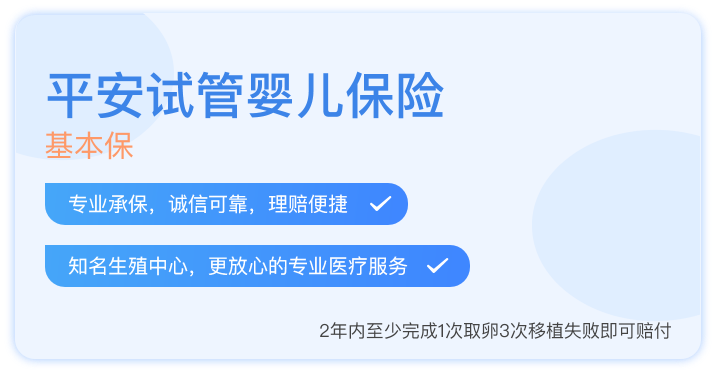 平安试管婴儿保险
基本保
专业承保，诚信可靠，理赔便捷
知名生殖中心，更放心的专业医疗服务
2年内至少完成1次取卵3次移植失败即可赔付